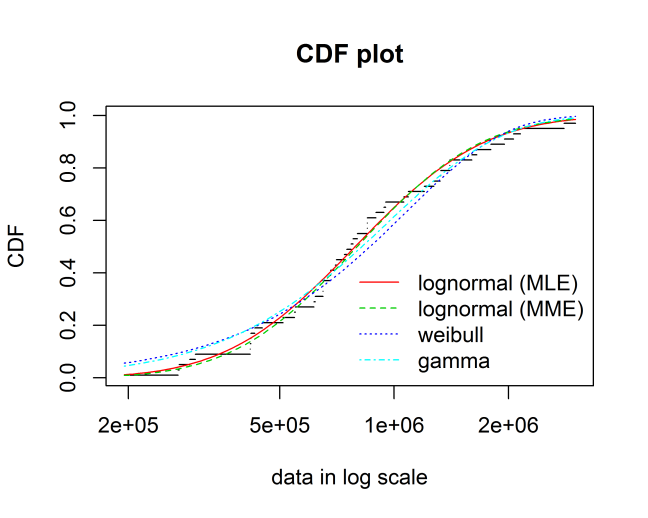 CDF plot
CDF
1.0
0.8
0.6
0.4
0.2
0.0
lognormal (MLE)
lognormal (MME)
weibull
gamma
2e+05 5e+05 1e+06 2e+06
data in log scale